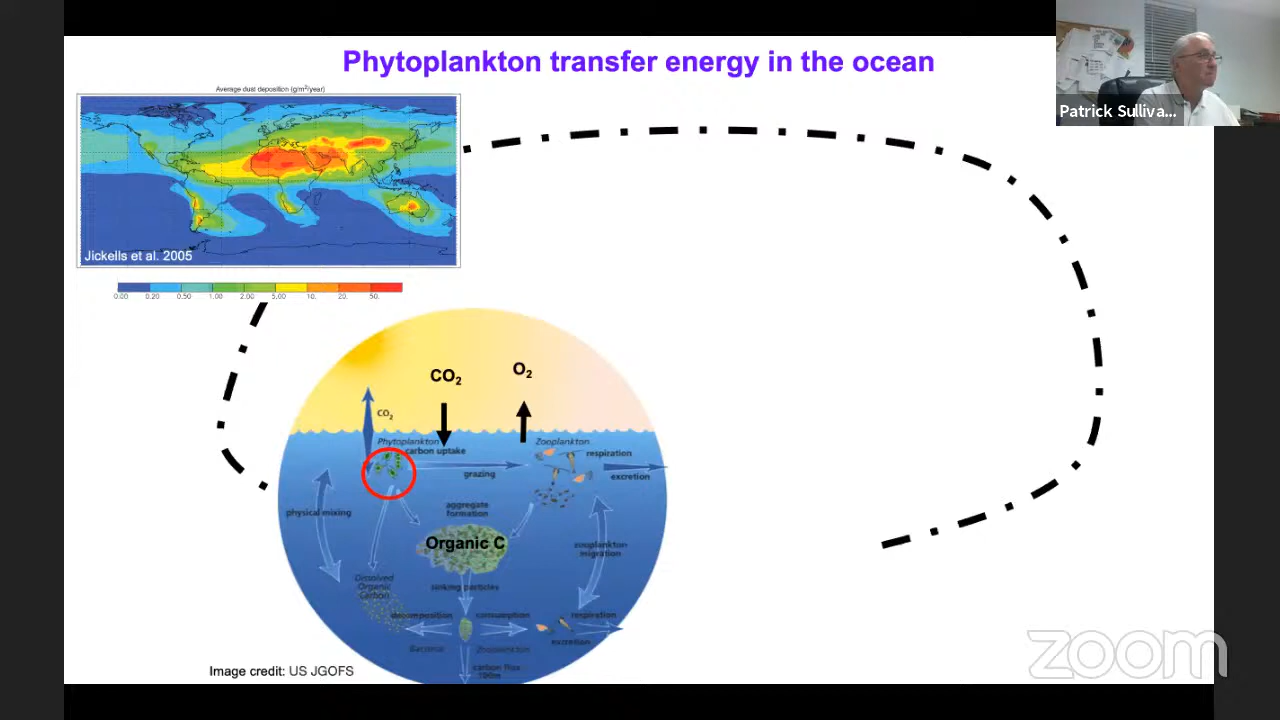 Phytoplankton transfer energy in the ocean
Patrick Sulliva...
Average dust deposition (g/m²/year)
Jickells et al. 2005
0.00 0.20 0.50 1.00 2.00 5.00 10. 20. 50.
CO₂
O₂
CO₂
Phytoplankton
Zooplankton
carbon uptake
respiration
grazing
excretion
physical mixing
aggregate
formation
Organic C
zooplankton
migration
Dissolved
Organic
Carbon
sinking particles
decomposition
consumption
respiration
excretion
Bacterial
Zooplankton
carbon flux
100m
Image credit: US JGOFS
zoom